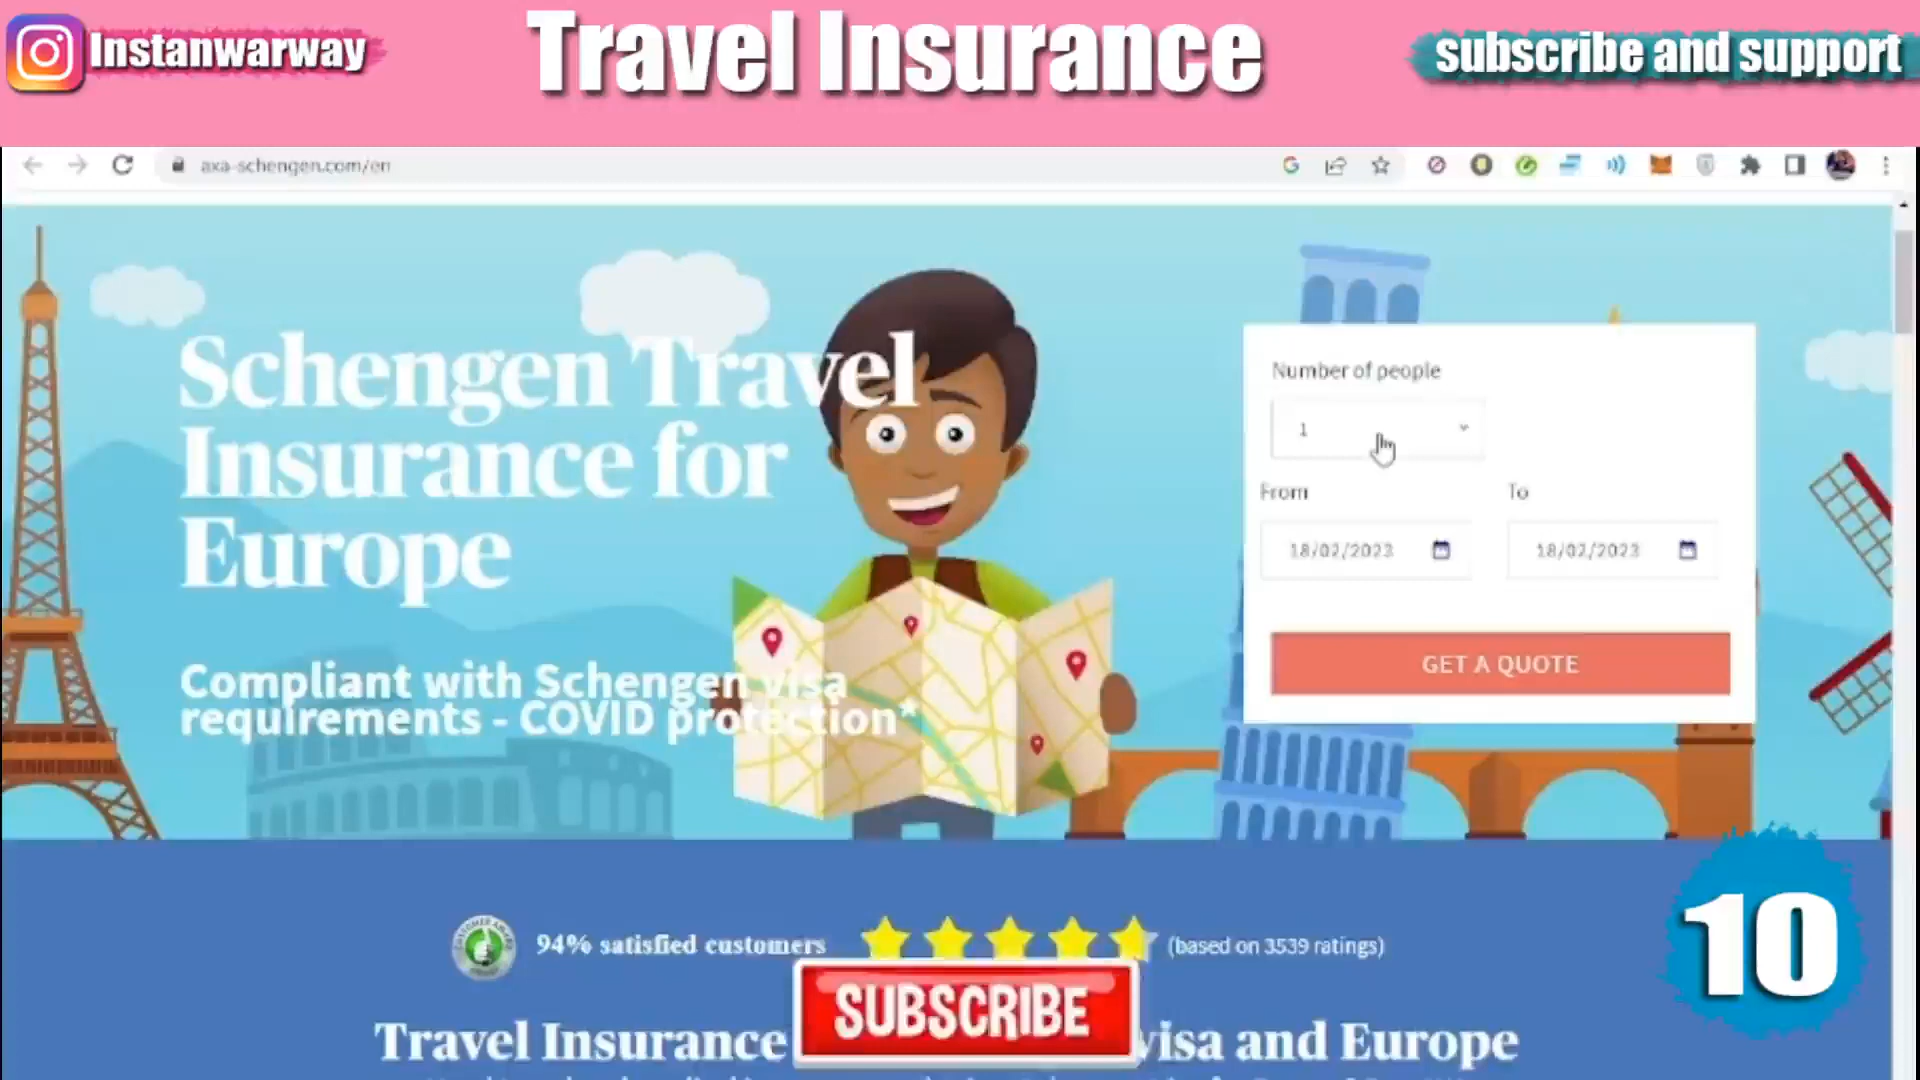 Instanwarway
Travel Insurance
subscribe and support
axa-schengen.com/en
Schengen Travel
Insurance for
Europe
Compliant with Schengen visa
requirements - COVID protection*
Number of people
1
From
To
18/02/2023
18/02/2023
GET A QUOTE
94% satisfied customers
(based on 3539 ratings)
10
SUBSCRIBE
Travel Insurance visa and Europe